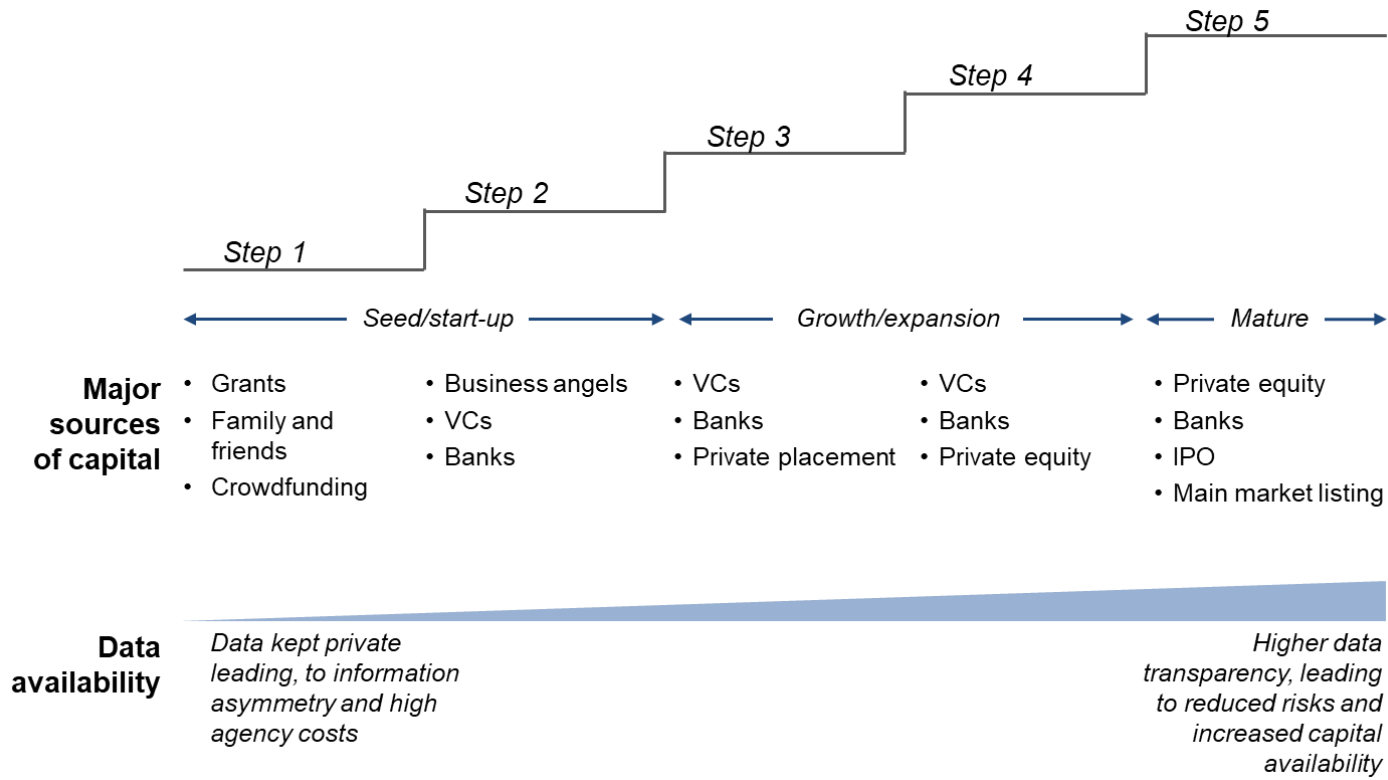 Step 5
Step 4
Step 3
Step 2
Step 1
Seed/start-up
Growth/expansion
Mature
Major
sources
of capital
• Grants
• Family and
friends
• Crowdfunding
• Business angels
• VCs
• Banks
• VCs
• Banks
• Private placement
• VCs
• Banks
• Private equity
• Private equity
• Banks
• IPO
• Main market listing
Data
availability
Data kept private
leading, to information
asymmetry and high
agency costs
Higher data
transparency, leading
to reduced risks and
increased capital
availability